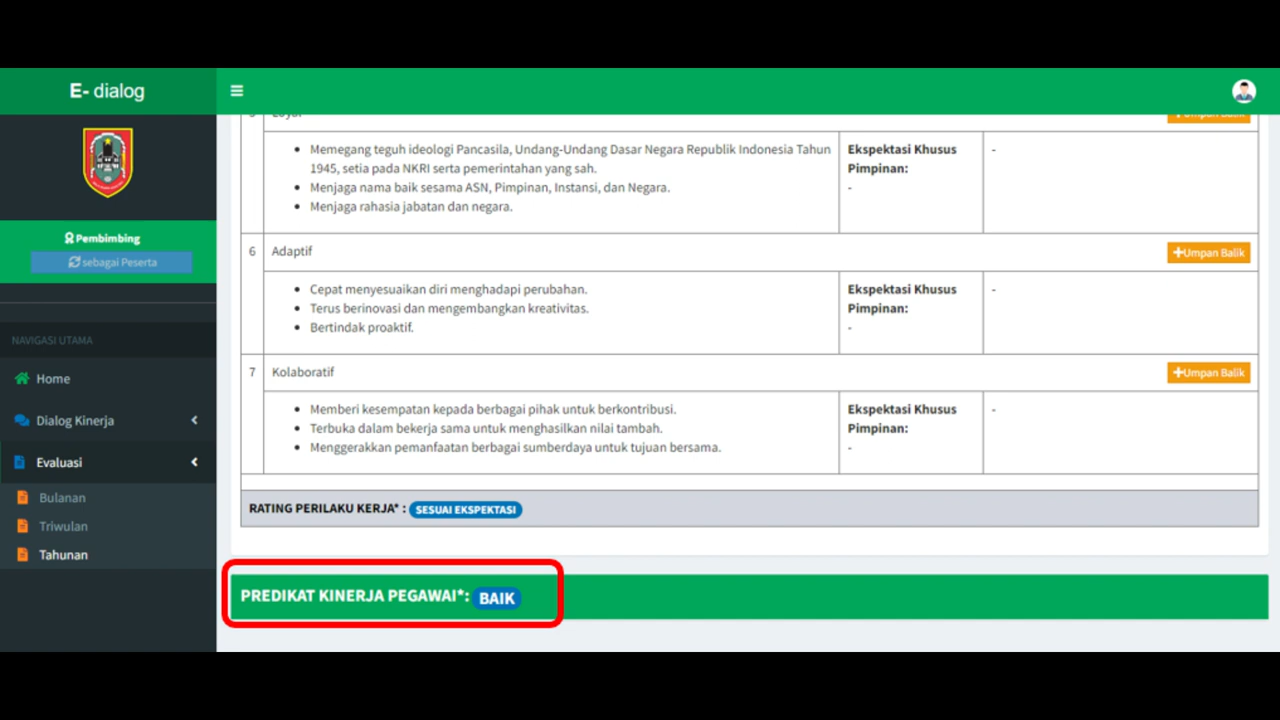 E- dialog
Pembimbing
sebagai Peserta
NAVIGASI UTAMA
Home
Dialog Kinerja
Evaluasi
Bulanan
Triwulan
Tahunan
Memegang teguh ideologi Pancasila, Undang-Undang Dasar Negara Republik Indonesia Tahun
1945, setia pada NKRI serta pemerintahan yang sah.
Menjaga nama baik sesama ASN, Pimpinan, Instansi, dan Negara.
Menjaga rahasia jabatan dan negara.
Ekspektasi Khusus
Pimpinan:
-
-
6 Adaptif
+Umpan Balik
Cepat menyesuaikan diri menghadapi perubahan.
Terus berinovasi dan mengembangkan kreativitas.
Bertindak proaktif.
Ekspektasi Khusus
Pimpinan:
-
-
7 Kolaboratif
+Umpan Balik
Memberi kesempatan kepada berbagai pihak untuk berkontribusi.
Terbuka dalam bekerja sama untuk menghasilkan nilai tambah.
Menggerakkan pemanfaatan berbagai sumberdaya untuk tujuan bersama.
Ekspektasi Khusus
Pimpinan:
-
-
RATING PERILAKU KERJA* : SESUAI EKSPEKTASI
PREDIKAT KINERJA PEGAWAI*: BAIK